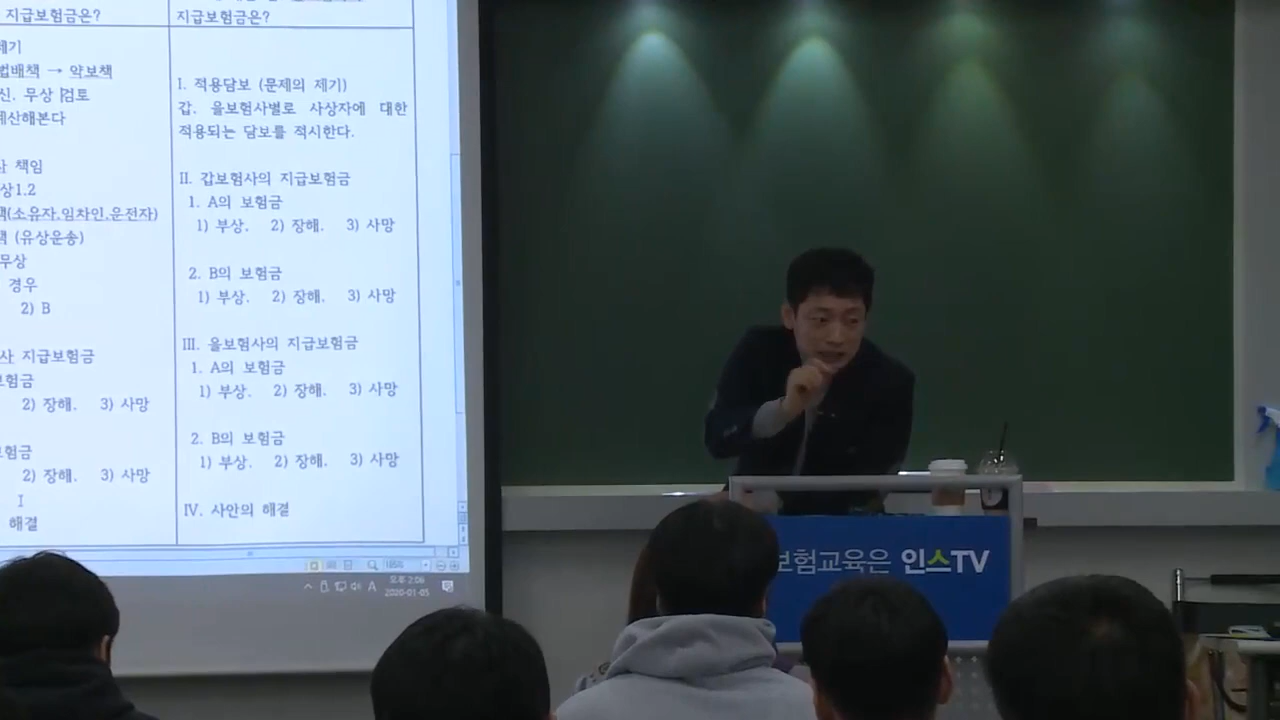 지급보험금은?
제기
법배책 → 약보책
신. 무상 검토
계산해본다
사 책임
상1.2
책(소유자,임차인,운전자)
책 (유상운송)
무상
경우
2) B
사 지급보험금
보험금
2) 장해. 3) 사망
보험금
2) 장해. 3) 사망
해결
지급보험금은?
I. 적용담보 (문제의 제기)
갑. 을보험사별로 사상자에 대한
적용되는 담보를 적시한다.
II. 갑보험사의 지급보험금
1. A의 보험금
1) 부상. 2) 장해. 3) 사망
2. B의 보험금
1) 부상. 2) 장해. 3) 사망
III. 을보험사의 지급보험금
1. A의 보험금
1) 부상. 2) 장해. 3) 사망
2. B의 보험금
1) 부상. 2) 장해. 3) 사망
IV. 사안의 해결
A 오후 2:06
2020-01-05
보험교육은 인스TV